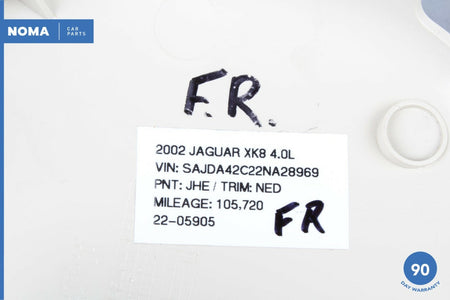 NOMA CAR PARTS
F.R.
2002 JAGUAR XK8 4.0L
VIN: SAJDA42C22NA28969
PNT: JHE / TRIM: NED
MILEAGE: 105,720
22-05905
FR
90
DAY WARRANTY